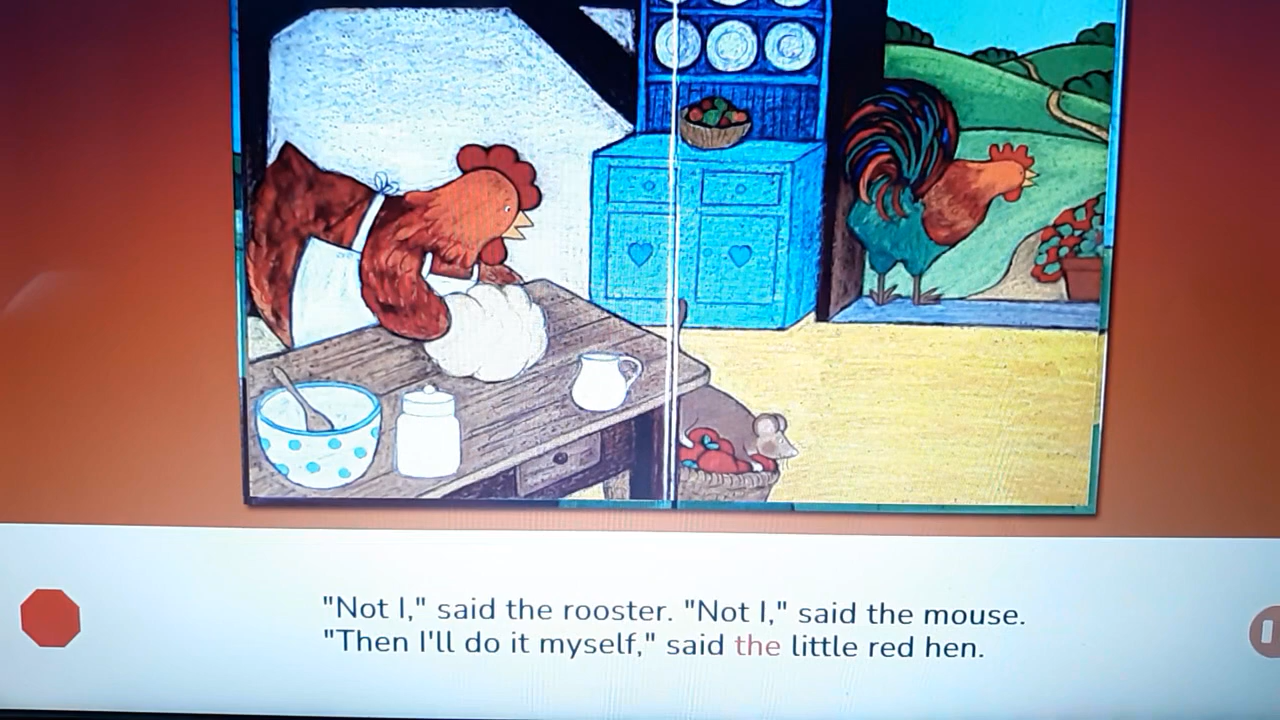 "Not I," said the rooster. "Not I," said the mouse.
"Then I'll do it myself," said the little red hen.